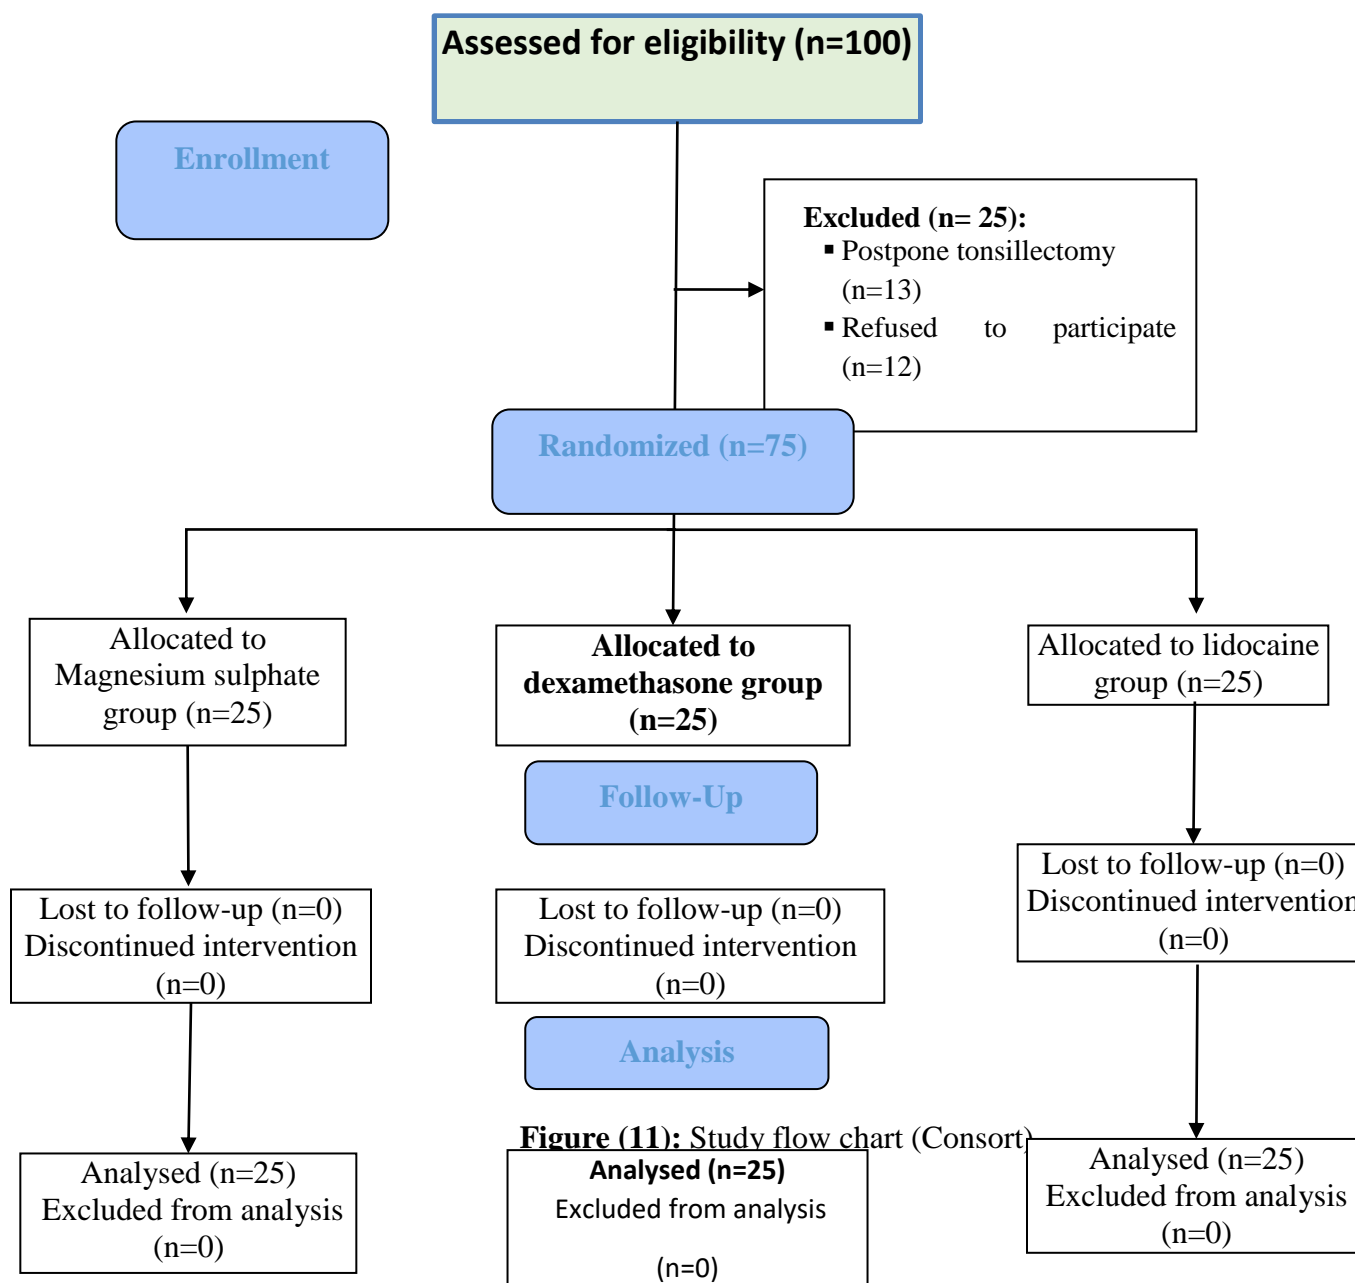 Assessed for eligibility (n=100)
Enrollment
Excluded (n= 25):
▪ Postpone tonsillectomy
(n=13)
▪ Refused to participate
(n=12)
Randomized (n=75)
Allocated to
Magnesium sulphate
group (n=25)
Allocated to
dexamethasone group
(n=25)
Allocated to lidocaine
group (n=25)
Follow-Up
Lost to follow-up (n=0)
Discontinued intervention
(n=0)
Lost to follow-up (n=0)
Discontinued intervention
(n=0)
Lost to follow-up (n=0)
Discontinued intervention
(n=0)
Analysis
Figure (11): Study flow chart (Consort)
Analysed (n=25)
Excluded from analysis
(n=0)
Analysed (n=25)
Excluded from analysis
(n=0)
Analysed (n=25)
Excluded from analysis
(n=0)